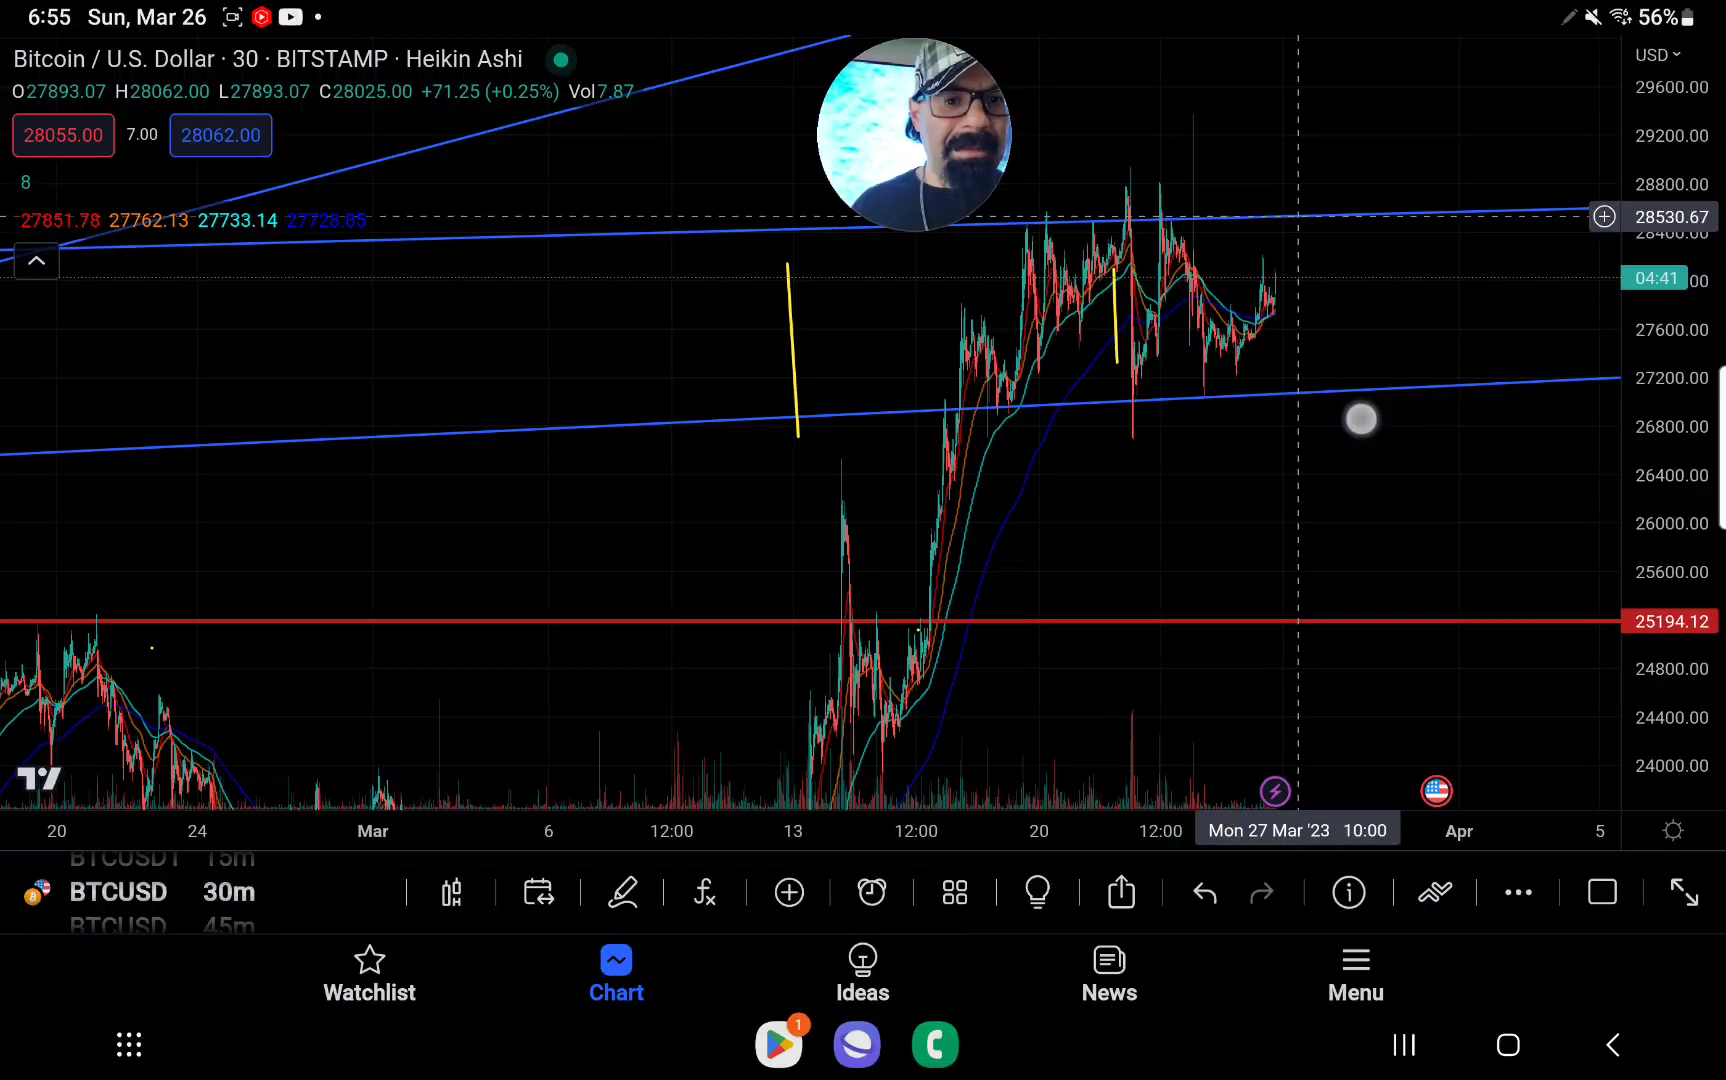 6:55 Sun, Mar 26 56%
Bitcoin / U.S. Dollar · 30 · BITSTAMP · Heikin Ashi
USD
O27893.07 H28062.00 L27893.07 C28025.00 +71.25 (+0.25%) Vol7.87
28055.00 7.00 28062.00
8
27851.78 27762.13 27733.14 27728.85
29600.00
29200.00
28800.00
28530.67
28400.00
04:41 00
27600.00
27200.00
26800.00
26400.00
26000.00
25600.00
25194.12
24800.00
24400.00
24000.00
20 24 Mar 6 12:00 13 12:00 20 12:00 Mon 27 Mar '23 10:00 Apr 5
BTCUSDT 15m
BTCUSD 30m
BTCUSD 45m
Watchlist Chart Ideas News Menu
1